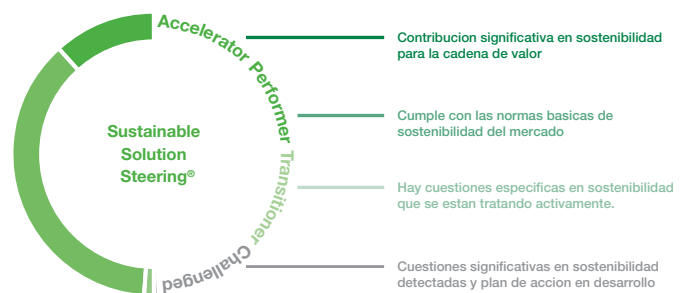 Accelerator
Performer
Transitioner
Challenged
Sustainable
Solution
Steering®
Contribucion significativa en sostenibilidad
para la cadena de valor
Cumple con las normas basicas de
sostenibilidad del mercado
Hay cuestiones especificas en sostenibilidad
que se estan tratando activamente.
Cuestiones significativas en sostenibilidad
detectadas y plan de accion en desarrollo